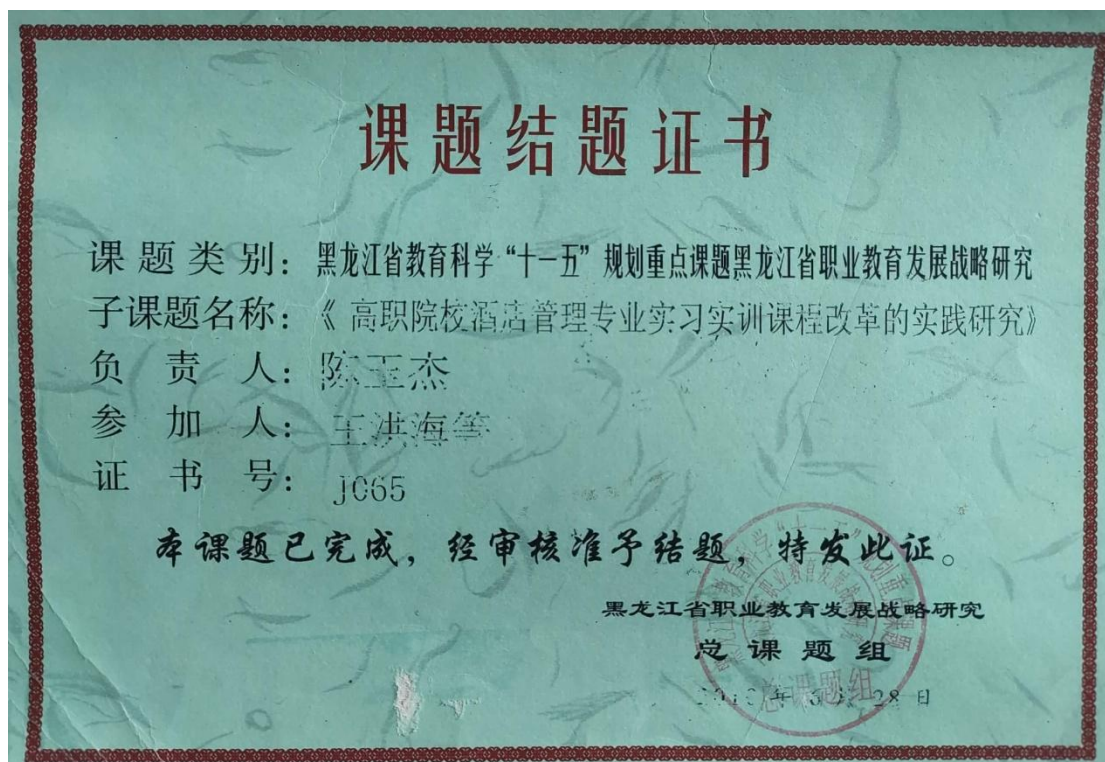 课题结题证书
课题类别：黑龙江省教育科学“十一五”规划重点课题黑龙江省职业教育发展战略研究
子课题名称：《高职院校酒店管理专业实习实训课程改革的实践研究》
负责人：陈玉杰
参加人：王洪海等
证书号：j065
本课题已完成，经审核准予结题，特发此证。
黑龙江省职业教育发展战略研究
总课题组
28日
总课题组